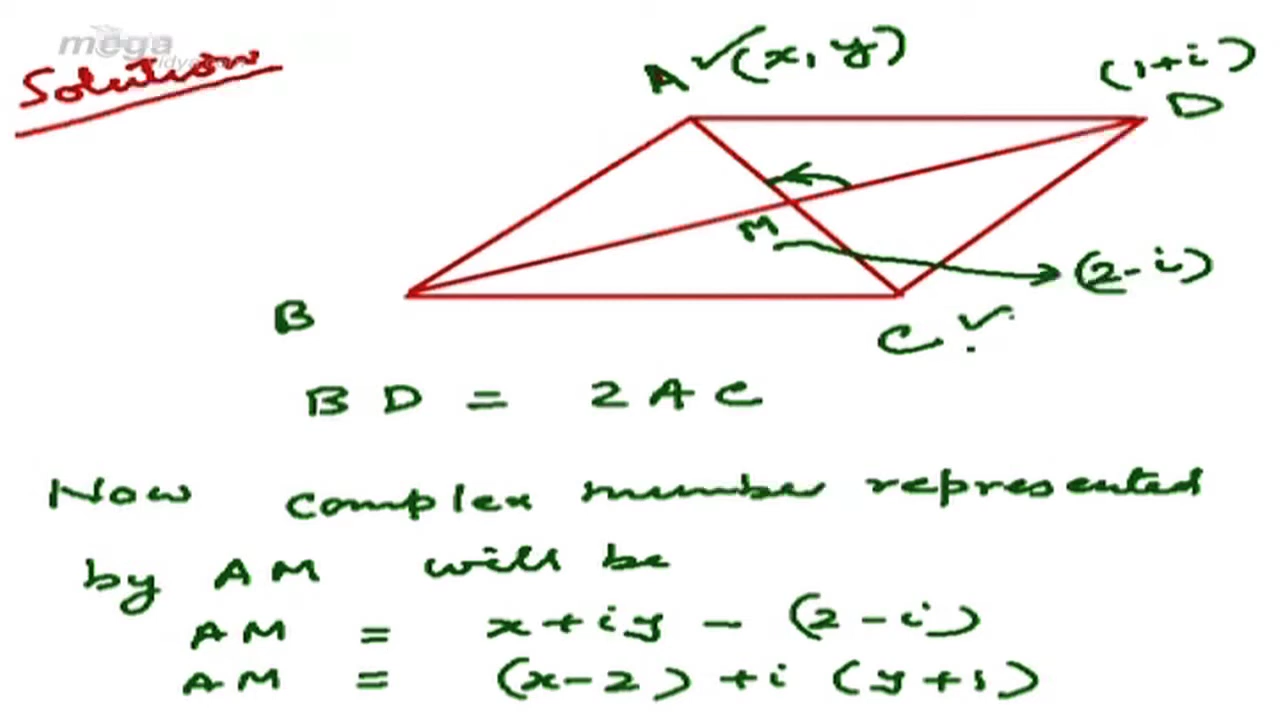 mega
Solution
A ✓(x, y)
(1+i)
D
M
(2-i)
B
C ✓
BD = 2AC
Now complex number represented
by AM will be
AM = x+iy - (2-i)
AM = (x-2) +i (y+1)